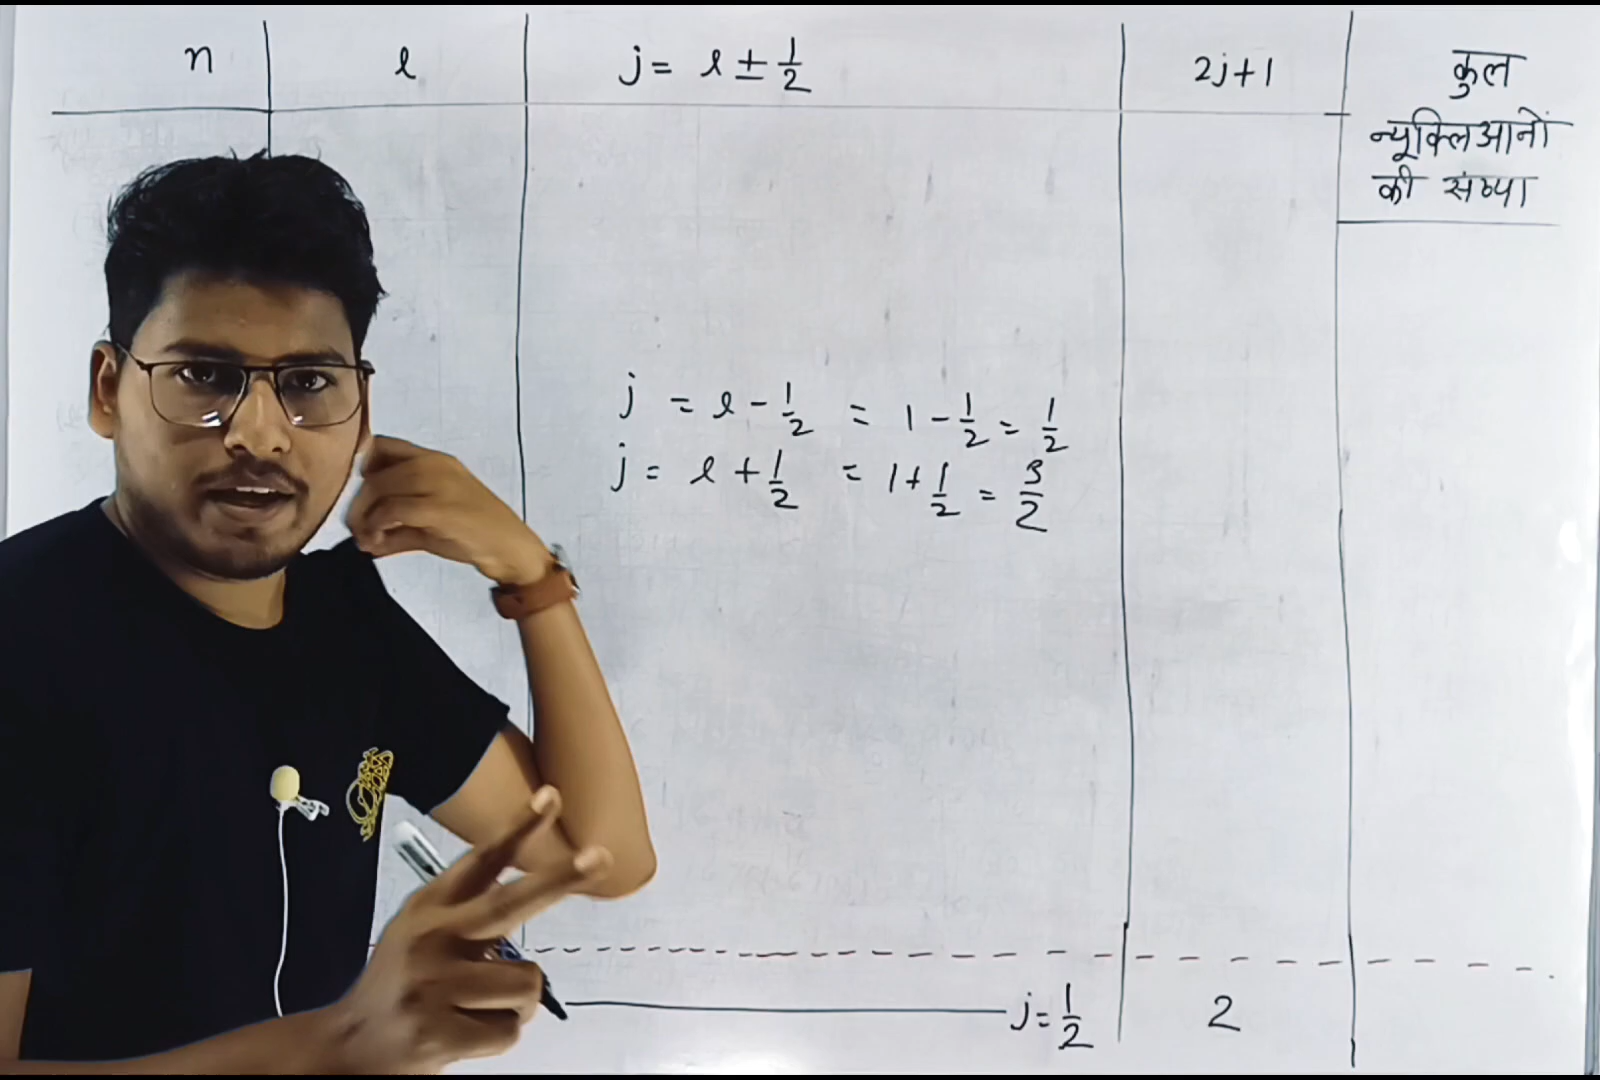 n
l
j = l ± 1/2
2j+1
कुल
न्यूक्लिआनों
की संख्या
j = l - 1/2 = 1 - 1/2 = 1/2
j = l + 1/2 = 1 + 1/2 = 3/2
j = 1/2
2